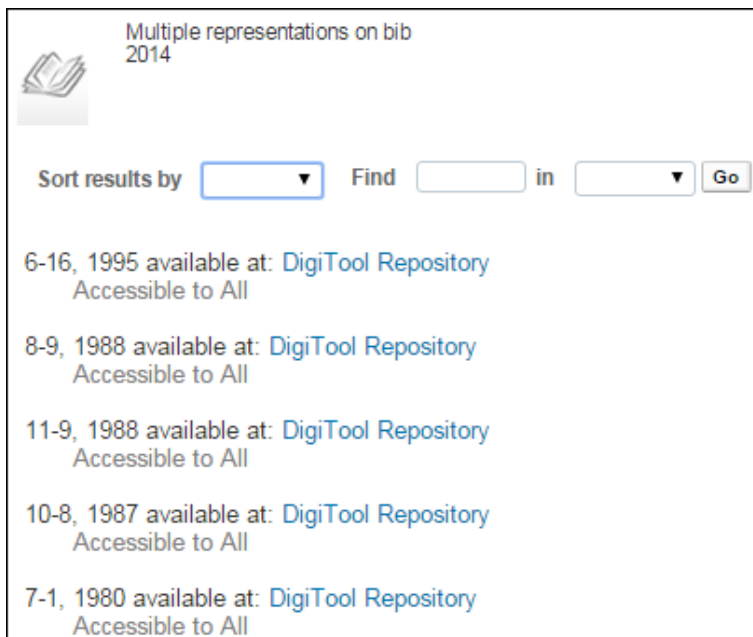 Multiple representations on bib
2014
Sort results by Find in Go
6-16, 1995 available at: DigiTool Repository
Accessible to All
8-9, 1988 available at: DigiTool Repository
Accessible to All
11-9, 1988 available at: DigiTool Repository
Accessible to All
10-8, 1987 available at: DigiTool Repository
Accessible to All
7-1, 1980 available at: DigiTool Repository
Accessible to All